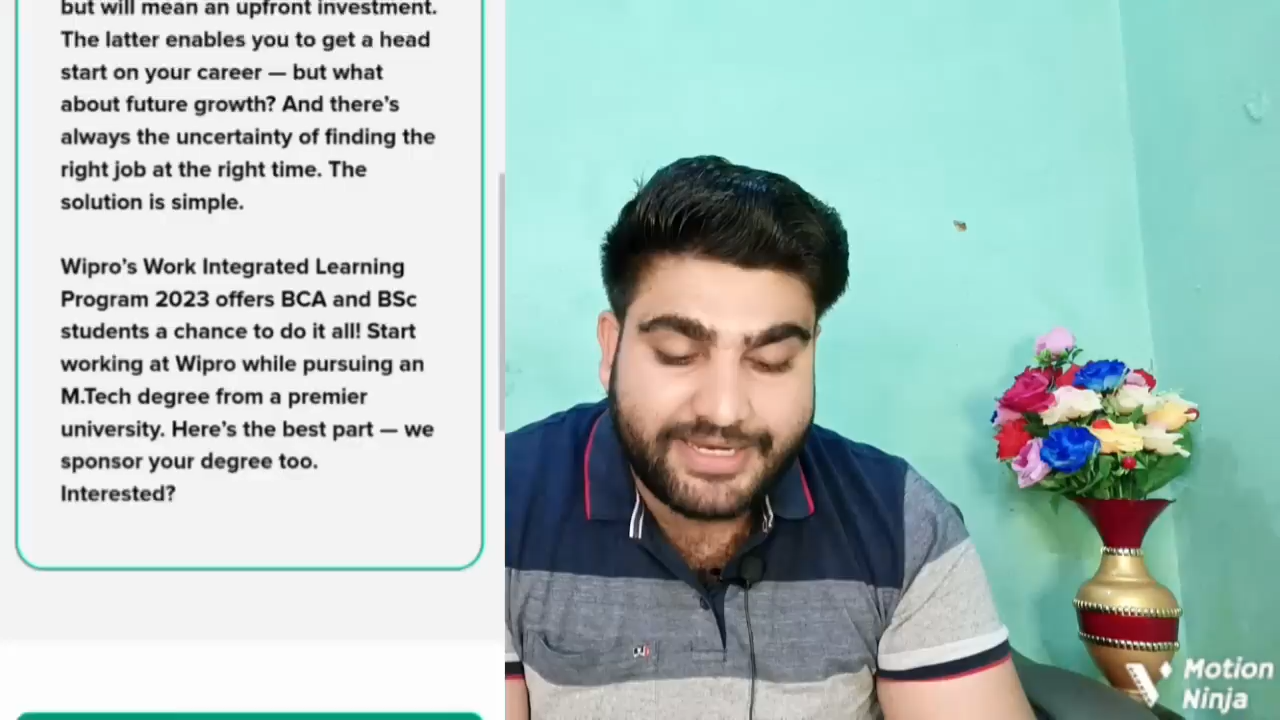 but will mean an upfront investment.
The latter enables you to get a head
start on your career — but what
about future growth? And there's
always the uncertainty of finding the
right job at the right time. The
solution is simple.
Wipro's Work Integrated Learning
Program 2023 offers BCA and BSc
students a chance to do it all! Start
working at Wipro while pursuing an
M.Tech degree from a premier
university. Here's the best part — we
sponsor your degree too.
Interested?
Motion
Ninja